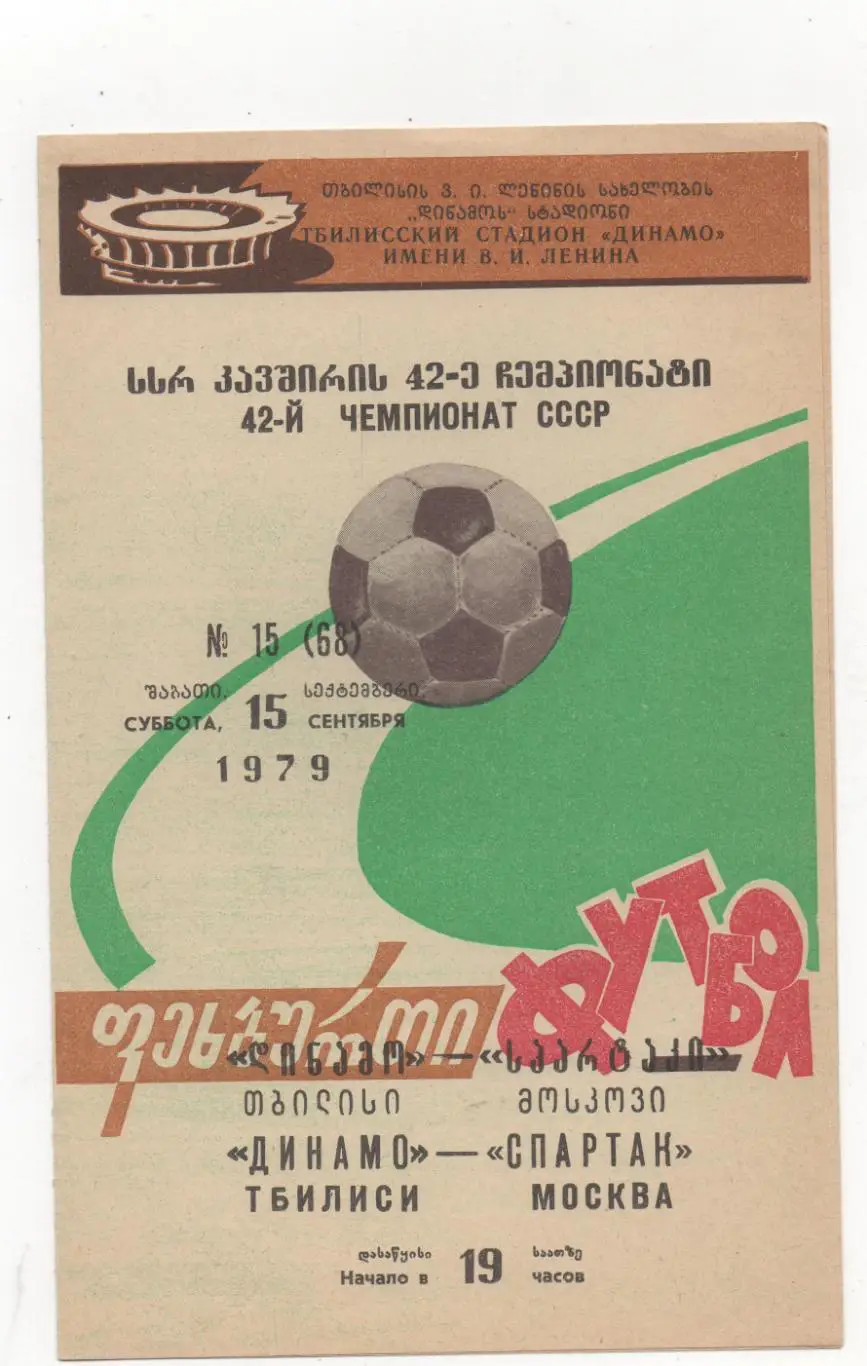 თბილისის ვ. ი. ლენინის სახელობის
„დინამოს“ სტადიონი
ТБИЛИССКИЙ СТАДИОН «ДИНАМО»
ИМЕНИ В. И. ЛЕНИНА
სსრ კავშირის 42-ე ჩემპიონატი
42-Й ЧЕМПИОНАТ СССР
№ 15 (68)
შაბათი, 15 სექტემბერი,
СУББОТА, 15 СЕНТЯБРЯ
1979
ФУТБОЛ
ფეხბურთი
«დინამო»—«სპარტაკი»
თბილისი მოსკოვი
«ДИНАМО»—«СПАРТАК»
ТБИЛИСИ МОСКВА
დასაწყისი 19 საათზე
Начало в 19 часов